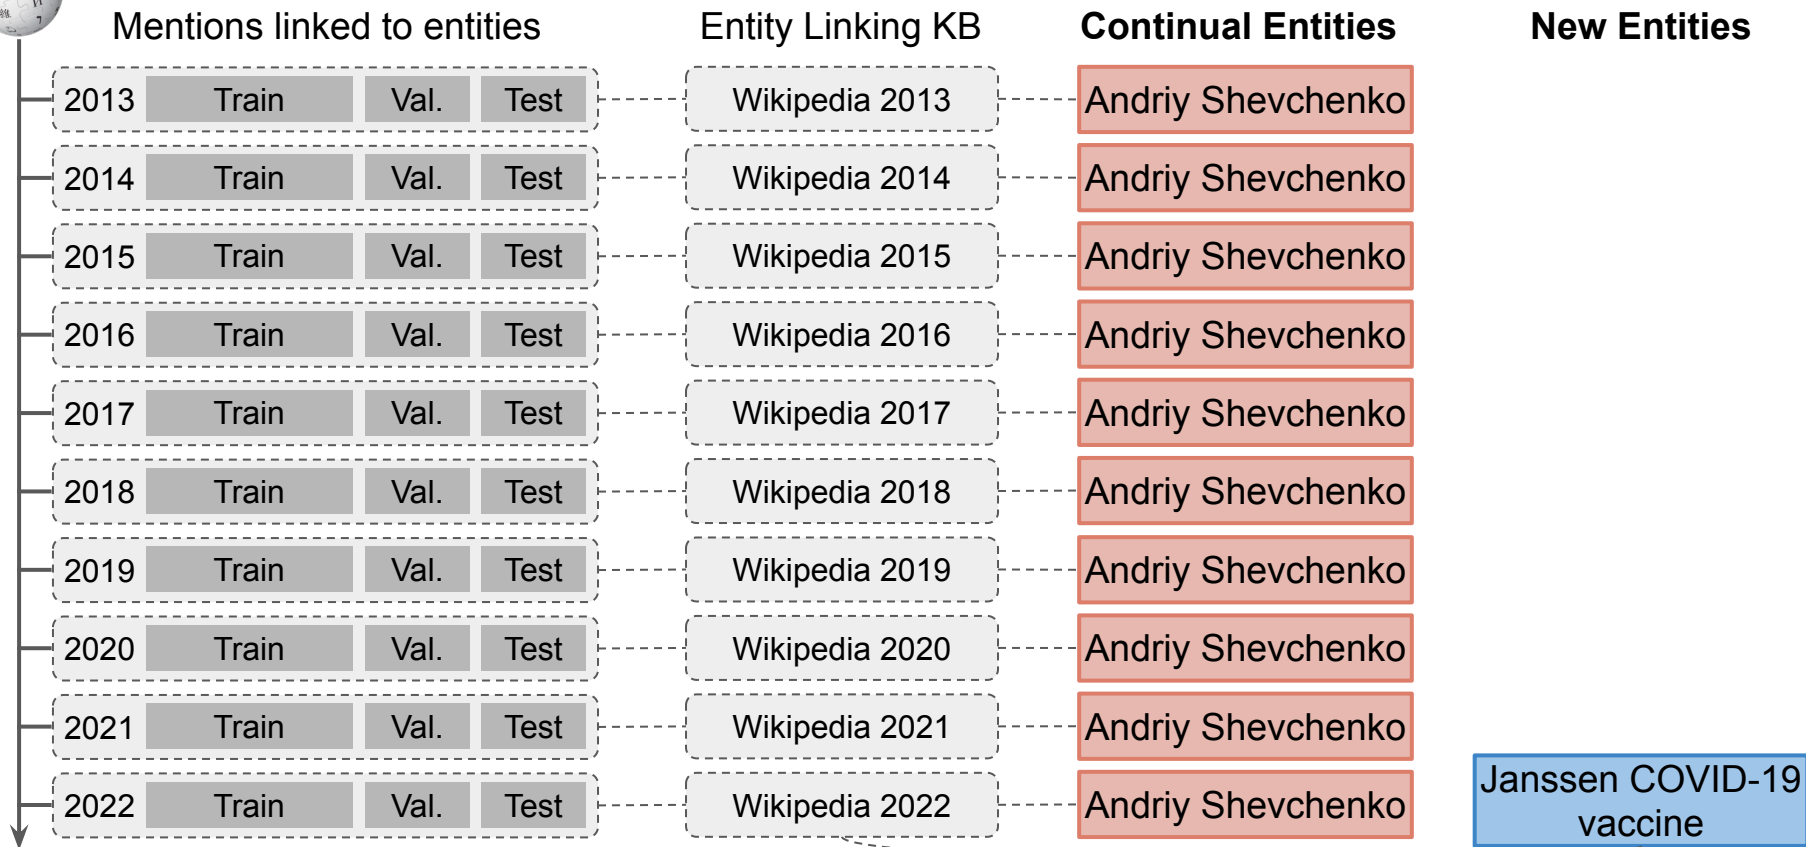 Mentions linked to entities Entity Linking KB Continual Entities New Entities
2013 Train Val. Test Wikipedia 2013 Andriy Shevchenko
2014 Train Val. Test Wikipedia 2014 Andriy Shevchenko
2015 Train Val. Test Wikipedia 2015 Andriy Shevchenko
2016 Train Val. Test Wikipedia 2016 Andriy Shevchenko
2017 Train Val. Test Wikipedia 2017 Andriy Shevchenko
2018 Train Val. Test Wikipedia 2018 Andriy Shevchenko
2019 Train Val. Test Wikipedia 2019 Andriy Shevchenko
2020 Train Val. Test Wikipedia 2020 Andriy Shevchenko
2021 Train Val. Test Wikipedia 2021 Andriy Shevchenko
2022 Train Val. Test Wikipedia 2022 Andriy Shevchenko
Janssen COVID-19
vaccine